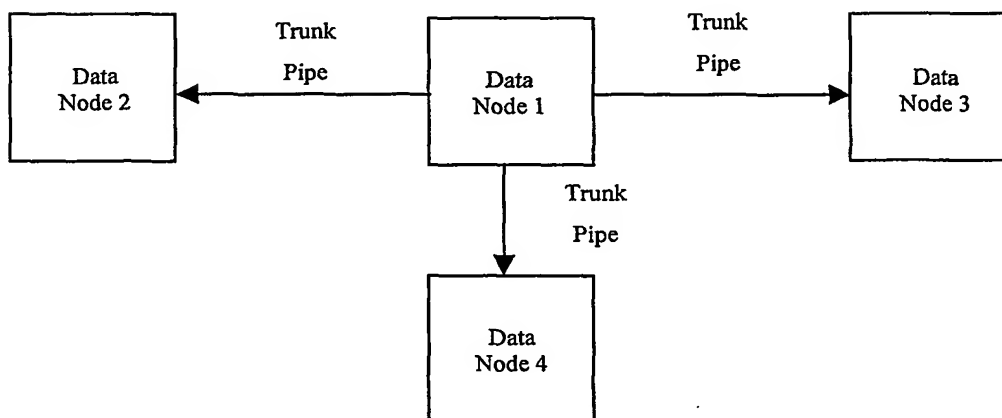 Trunk
Pipe
Trunk
Pipe
Data
Node 2
Data
Node 1
Data
Node 3
Trunk
Pipe
Data
Node 4